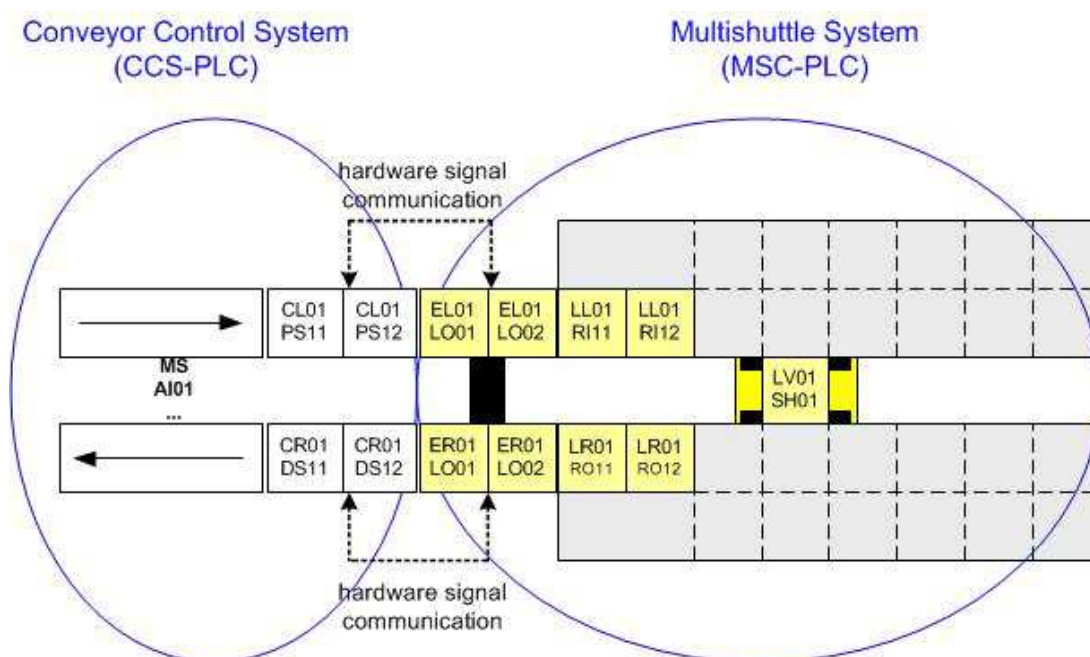 Conveyor Control System
(CCS-PLC)
Multishuttle System
(MSC-PLC)
hardware signal
communication
CL01
PS11
CL01
PS12
EL01
LO01
EL01
LO02
LL01
RI11
LL01
RI12
MS
AI01
...
LV01
SH01
CR01
DS11
CR01
DS12
ER01
LO01
ER01
LO02
LR01
RO11
LR01
RO12
hardware signal
communication